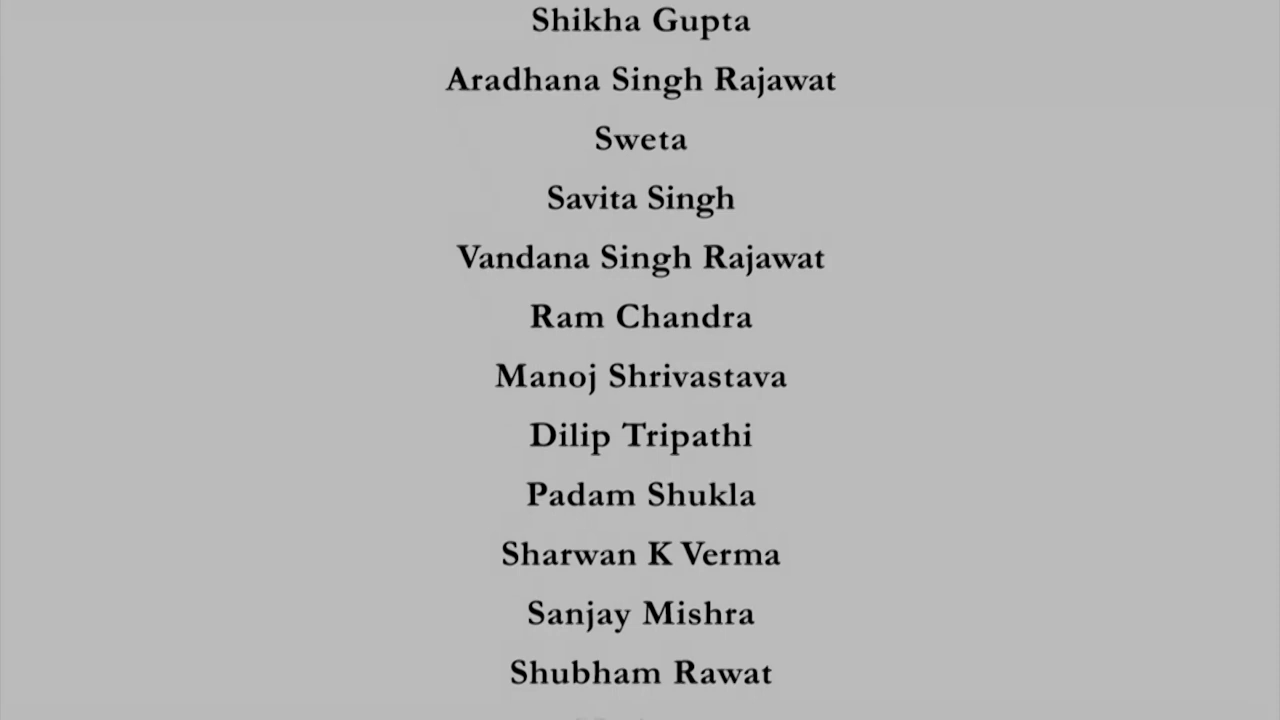 Shikha Gupta
Aradhana Singh Rajawat
Sweta
Savita Singh
Vandana Singh Rajawat
Ram Chandra
Manoj Shrivastava
Dilip Tripathi
Padam Shukla
Sharwan K Verma
Sanjay Mishra
Shubham Rawat